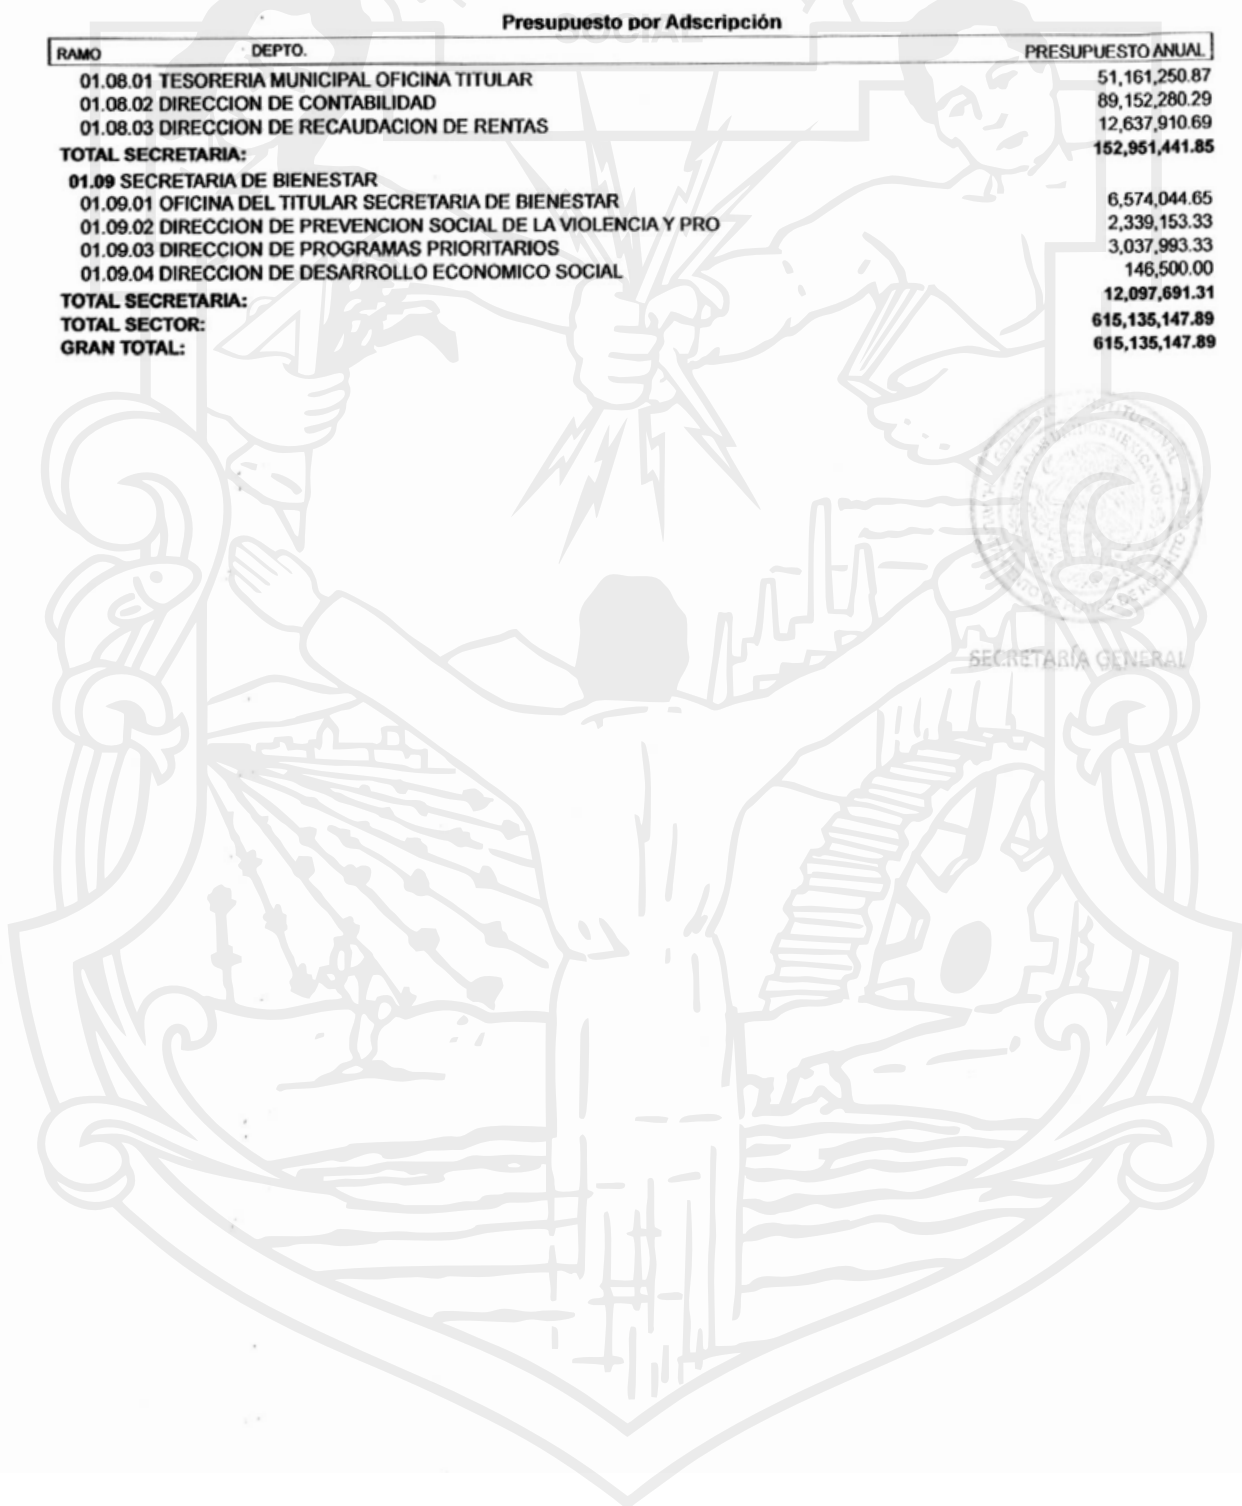 SOCIAL
Presupuesto por Adscripción
RAMO DEPTO. PRESUPUESTO ANUAL
01.08.01 TESORERIA MUNICIPAL OFICINA TITULAR 51,161,250.87
01.08.02 DIRECCION DE CONTABILIDAD 89,152,280.29
01.08.03 DIRECCION DE RECAUDACION DE RENTAS 12,637,910.69
TOTAL SECRETARIA: 152,951,441.85
01.09 SECRETARIA DE BIENESTAR
01.09.01 OFICINA DEL TITULAR SECRETARIA DE BIENESTAR 6,574,044.65
01.09.02 DIRECCION DE PREVENCION SOCIAL DE LA VIOLENCIA Y PRO 2,339,153.33
01.09.03 DIRECCION DE PROGRAMAS PRIORITARIOS 3,037,993.33
01.09.04 DIRECCION DE DESARROLLO ECONOMICO SOCIAL 146,500.00
TOTAL SECRETARIA: 12,097,691.31
TOTAL SECTOR: 615,135,147.89
GRAN TOTAL: 615,135,147.89
ESTADOS UNIDOS MEXICANOS
SECRETARÍA GENERAL